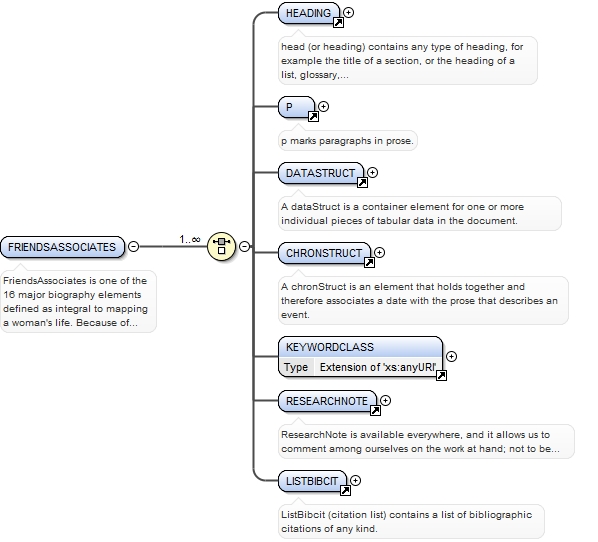 HEADING
head (or heading) contains any type of heading, for
example the title of a section, or the heading of a
list, glossary,...
P
p marks paragraphs in prose.
DATASTRUCT
A dataStruct is a container element for one or more
individual pieces of tabular data in the document.
FRIENDSASSOCIATES
1..∞
FriendsAssociates is one of the
16 major biography elements
defined as integral to mapping
a woman's life. Because of...
CHRONSTRUCT
A chronStruct is an element that holds together and
therefore associates a date with the prose that describes an
event.
KEYWORDCLASS
Type Extension of 'xs:anyURI'
RESEARCHNOTE
ResearchNote is available everywhere, and it allows us to
comment among ourselves on the work at hand; not to be...
LISTBIBCIT
ListBibcit (citation list) contains a list of bibliographic
citations of any kind.